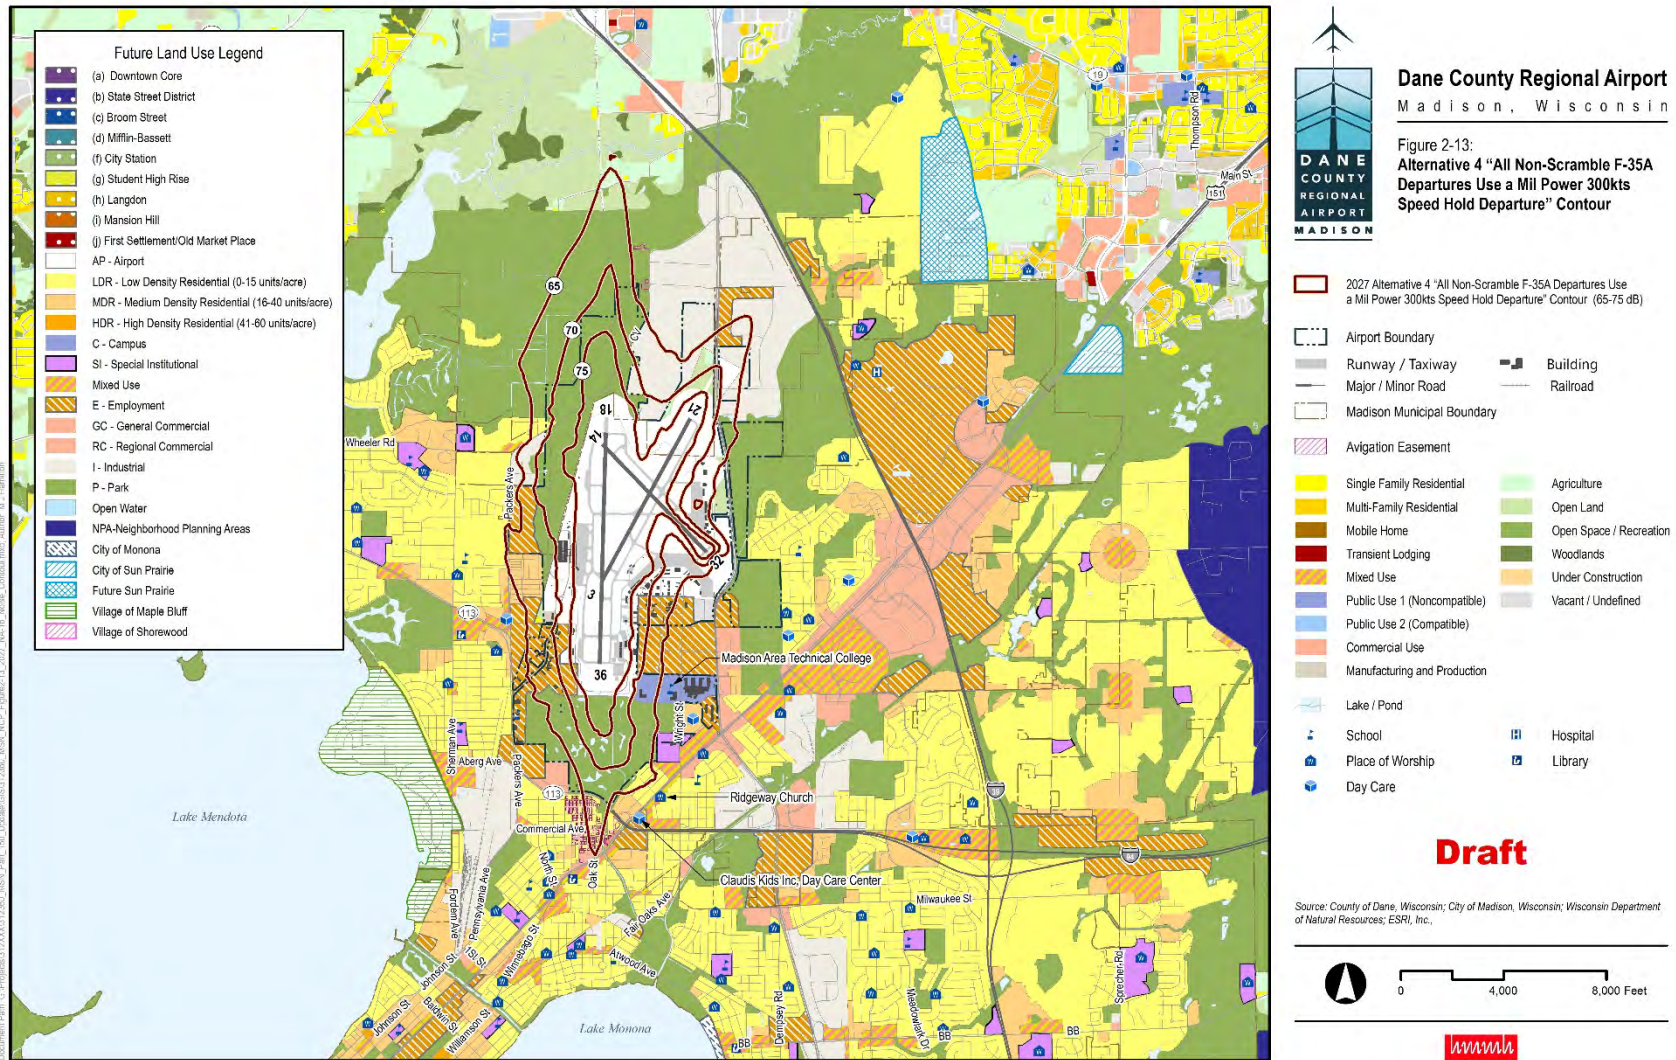 Future Land Use Legend
(a) Downtown Core
(b) State Street District
(c) Broom Street
(d) Mifflin-Bassett
(f) City Station
(g) Student High Rise
(h) Langdon
(i) Mansion Hill
(j) First Settlement/Old Market Place
AP - Airport
LDR - Low Density Residential (0-15 units/acre)
MDR - Medium Density Residential (16-40 units/acre)
HDR - High Density Residential (41-60 units/acre)
C - Campus
SI - Special Institutional
Mixed Use
E - Employment
GC - General Commercial
RC - Regional Commercial
I - Industrial
P - Park
Open Water
NPA-Neighborhood Planning Areas
City of Monona
City of Sun Prairie
Future Sun Prairie
Village of Maple Bluff
Village of Shorewood
19
Thompson Rd
Main St
151
65
70
75
CV
18
21
14
32
3
36
Wheeler Rd
Packers Ave
113
Madison Area Technical College
Wright St
Sherman Ave
Aberg Ave
Packers Ave
113
Ridgeway Church
Commercial Ave
Lake Mendota
North St
Oak St
Claudis Kids Inc, Day Care Center
Milwaukee St
Fordem Ave
Pennsylvania Ave
Fair Oaks Ave
1St St
Winnebago St
Atwood Ave
Johnson St
Johnson St
Baldwin St
Williamson St
Lake Monona
Dempsey Rd
Meadowlark Dr
Sprecher Rd
BB
BB
BB
DANE
COUNTY
REGIONAL
AIRPORT
MADISON
Dane County Regional Airport
Madison, Wisconsin
Figure 2-13:
Alternative 4 “All Non-Scramble F-35A
Departures Use a Mil Power 300kts
Speed Hold Departure” Contour
2027 Alternative 4 “All Non-Scramble F-35A Departures Use
a Mil Power 300kts Speed Hold Departure” Contour (65-75 dB)
Airport Boundary
Runway / Taxiway
Building
Major / Minor Road
Railroad
Madison Municipal Boundary
Avigation Easement
Single Family Residential
Agriculture
Multi-Family Residential
Open Land
Mobile Home
Open Space / Recreation
Transient Lodging
Woodlands
Mixed Use
Under Construction
Public Use 1 (Noncompatible)
Vacant / Undefined
Public Use 2 (Compatible)
Commercial Use
Manufacturing and Production
Lake / Pond
School
Hospital
Place of Worship
Library
Day Care
Draft
Source: County of Dane, Wisconsin; City of Madison, Wisconsin; Wisconsin Department
of Natural Resources; ESRI, Inc.,
0 4,000 8,000 Feet
hmmh